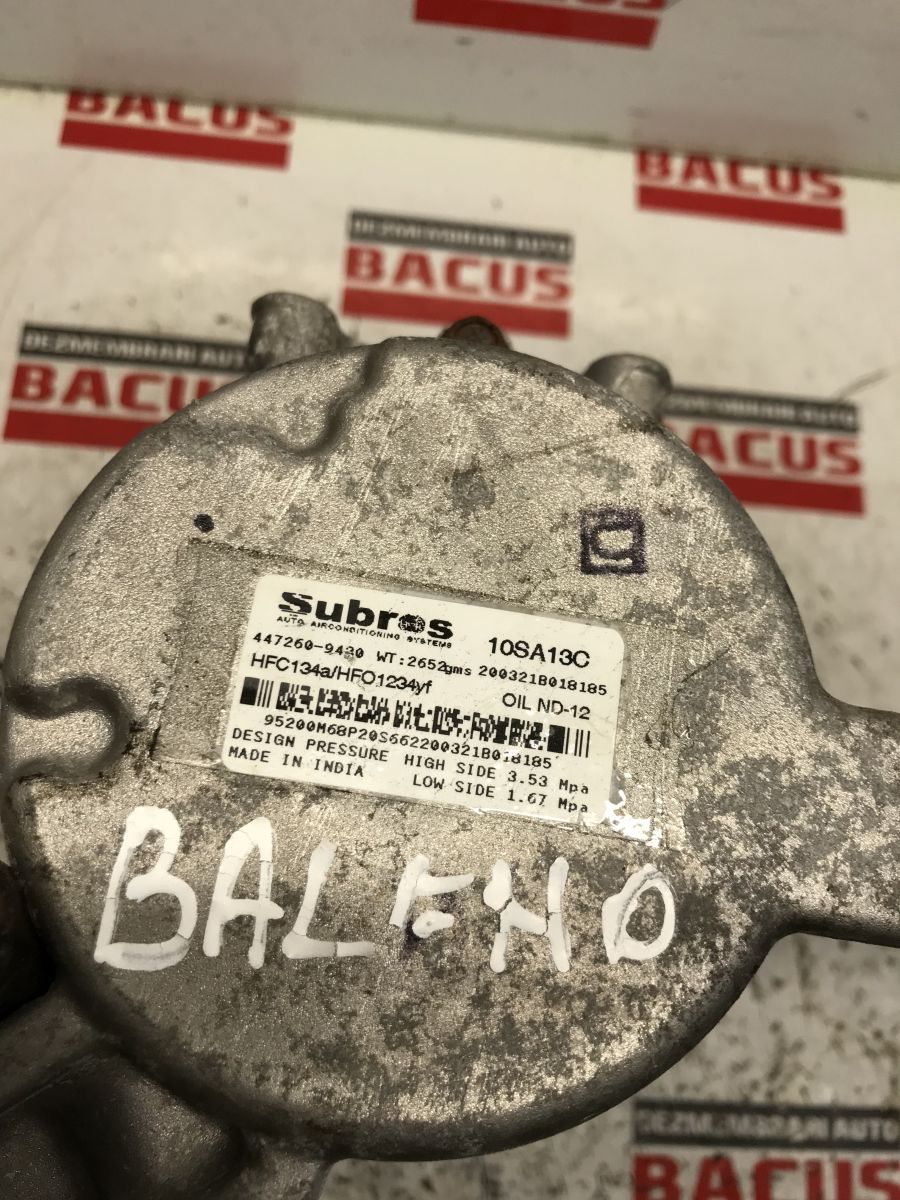 BACUS
BACUS
DEZMEMBRARI AUTO
BACUS
DEZMEMBRARI AUTO
BACUS
DEZMEMBRARI AUTO
BACUS
C
Subros
AUTO AIRCONDITIONING SYSTEMS
10SA13C
447260-9430 WT:2652gms 200321B018185
HFC134a/HFO1234yf
OIL ND-12
95200M68P20S662200321B018185
DESIGN PRESSURE HIGH SIDE 3.53 Mpa
MADE IN INDIA LOW SIDE 1.67 Mpa
BALENO
DEZMEMBRARI AUTO
BACUS